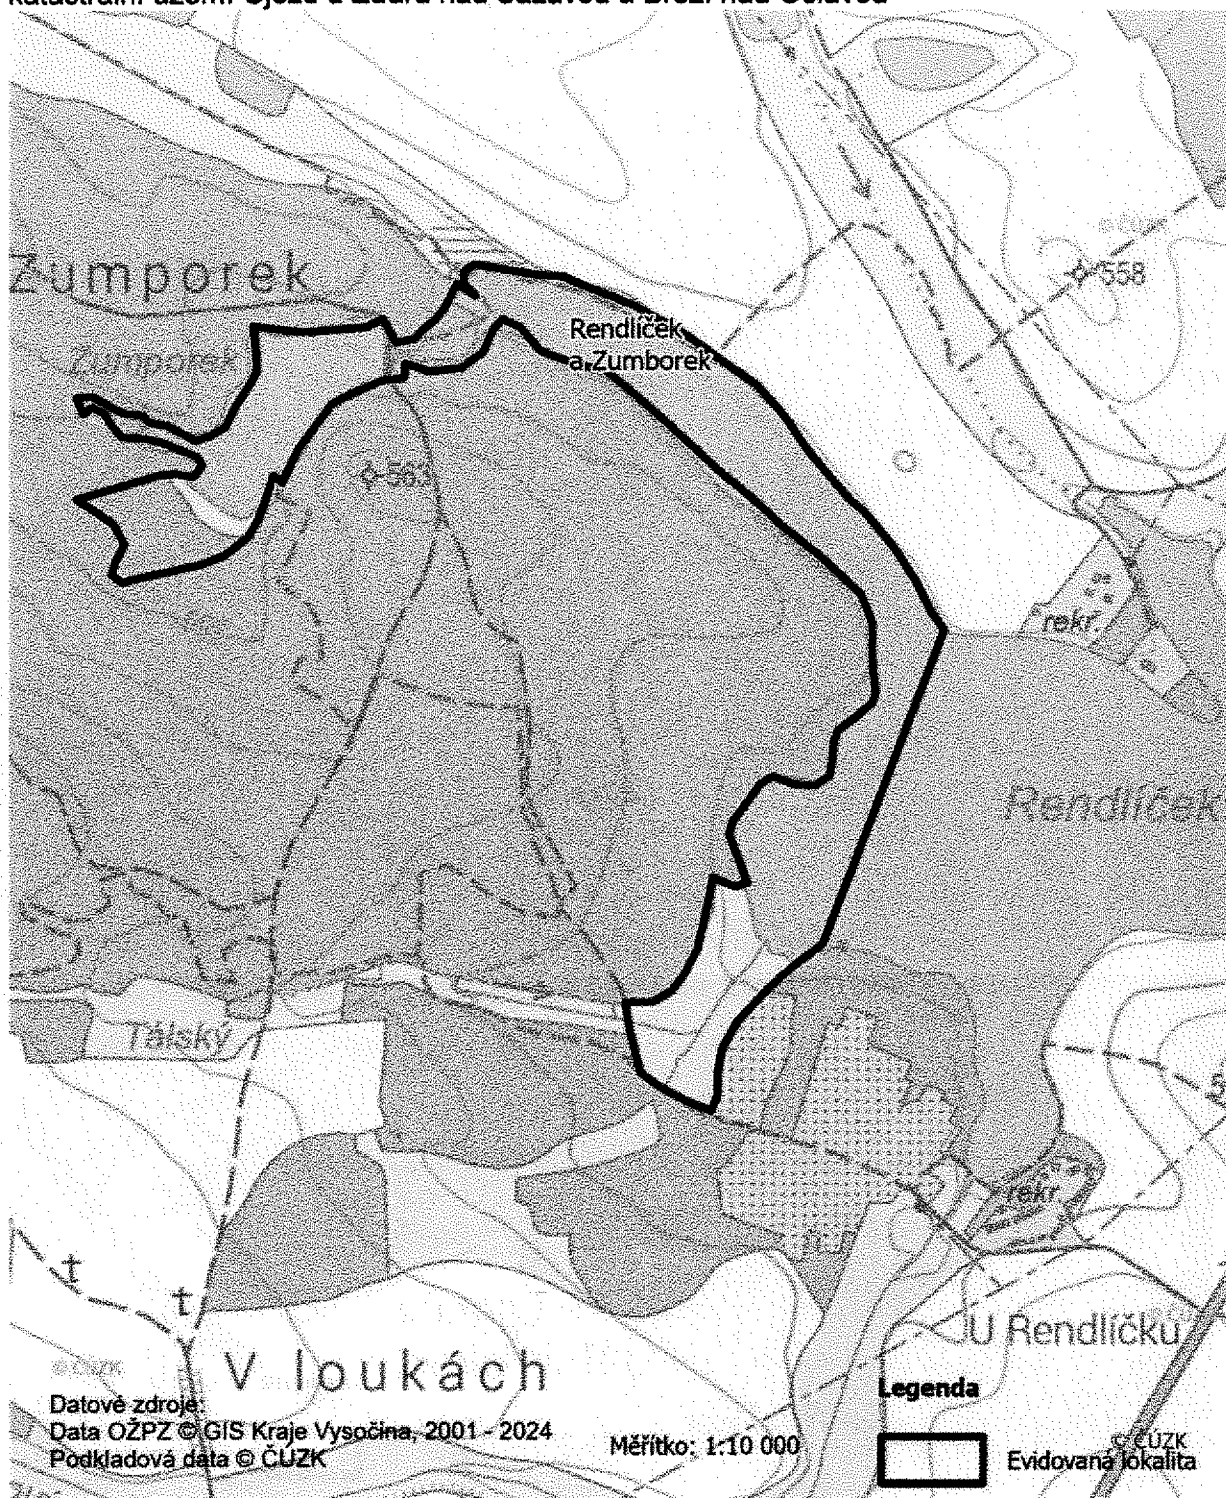 Zumporek
558
Rendlíček
a Zumborek
Zumporek
563
rekr.
Rendlíček
Tálský
rekr.
t
t
U Rendlíčku
V loukách
©ČÚZK
Legenda
Datové zdroje:
Data OŽPZ © GIS Kraje Vysočina, 2001 - 2024
Podkladová data © ČÚZK
Měřítko: 1:10 000
© ČÚZK
Evidovaná lokalita